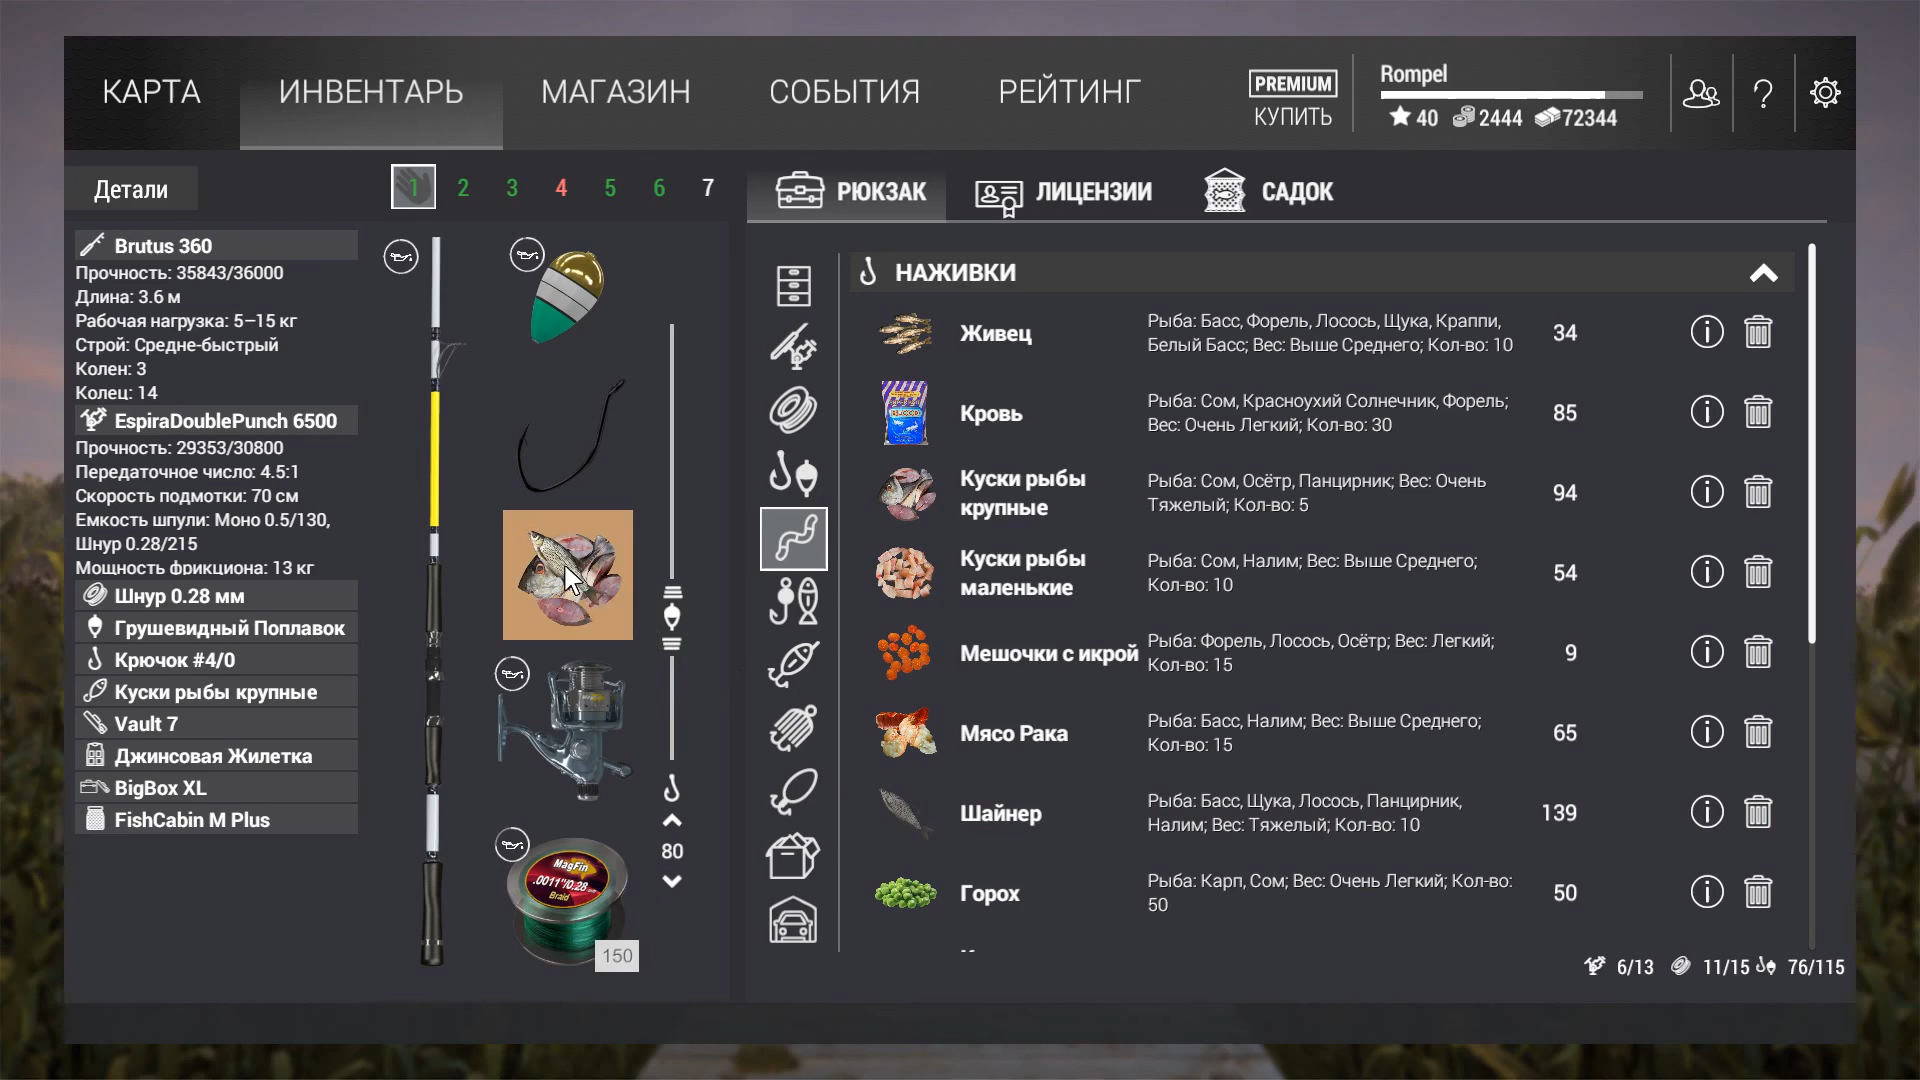 КАРТА
ИНВЕНТАРЬ
МАГАЗИН
СОБЫТИЯ
РЕЙТИНГ
PREMIUM
КУПИТЬ
Rompel
40 2444 72344
?
Детали
1 2 3 4 5 6 7
РЮКЗАК
ЛИЦЕНЗИИ
САДОК
Brutus 360
Прочность: 35843/36000
Длина: 3.6 м
Рабочая нагрузка: 5–15 кг
Строй: Средне-быстрый
Колен: 3
Колец: 14
EspiraDoublePunch 6500
Прочность: 29353/30800
Передаточное число: 4.5:1
Скорость подмотки: 70 см
Емкость шпули: Моно 0.5/130,
Шнур 0.28/215
Мощность фрикциона: 13 кг
Шнур 0.28 мм
Грушевидный Поплавок
Крючок #4/0
Куски рыбы крупные
Vault 7
Джинсовая Жилетка
BigBox XL
FishCabin M Plus
80
MagFin
.0011"/0.28
Braid
150
НАЖИВКИ
Живец
Рыба: Басс, Форель, Лосось, Щука, Краппи,
Белый Басс; Вес: Выше Среднего; Кол-во: 10
34
Кровь
Рыба: Сом, Красноухий Солнечник, Форель;
Вес: Очень Легкий; Кол-во: 30
85
Куски рыбы
крупные
Рыба: Сом, Осётр, Панцирник; Вес: Очень
Тяжелый; Кол-во: 5
94
Куски рыбы
маленькие
Рыба: Сом, Налим; Вес: Выше Среднего;
Кол-во: 10
54
Мешочки с икрой
Рыба: Форель, Лосось, Осётр; Вес: Легкий;
Кол-во: 15
9
Мясо Рака
Рыба: Басс, Налим; Вес: Выше Среднего;
Кол-во: 15
65
Шайнер
Рыба: Басс, Щука, Лосось, Панцирник,
Налим; Вес: Тяжелый; Кол-во: 10
139
Горох
Рыба: Карп, Сом; Вес: Очень Легкий; Кол-во:
50
50
6/13 11/15 76/115